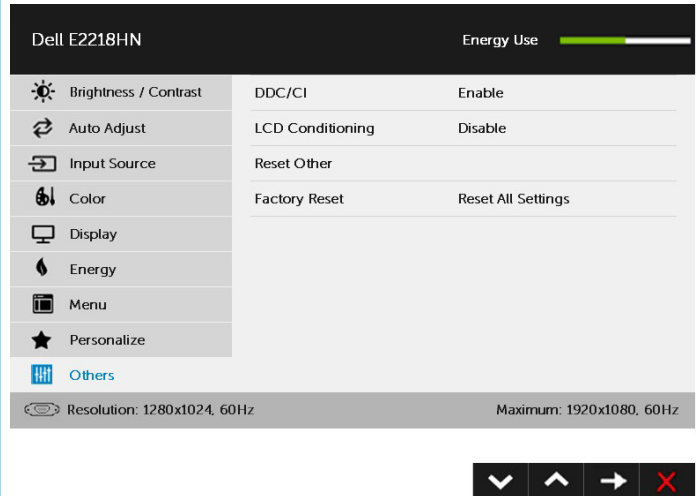 Dell E2218HN
Energy Use
Brightness / Contrast
DDC/CI Enable
Auto Adjust
LCD Conditioning Disable
Input Source
Reset Other
Color
Factory Reset Reset All Settings
Display
Energy
Menu
Personalize
Others
Resolution: 1280x1024, 60Hz
Maximum: 1920x1080, 60Hz